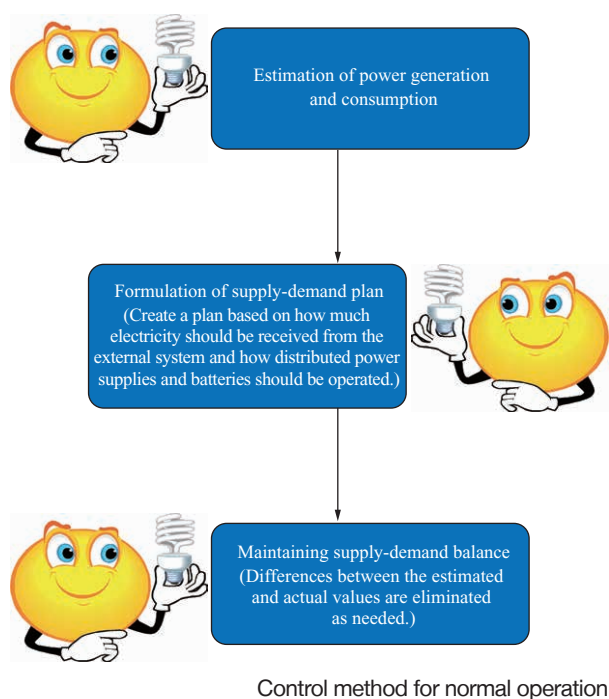 Estimation of power generation
and consumption
Formulation of supply-demand plan
(Create a plan based on how much
electricity should be received from the
external system and how distributed power
supplies and batteries should be operated.)
Maintaining supply-demand balance
(Differences between the estimated
and actual values are eliminated
as needed.)
Control method for normal operation